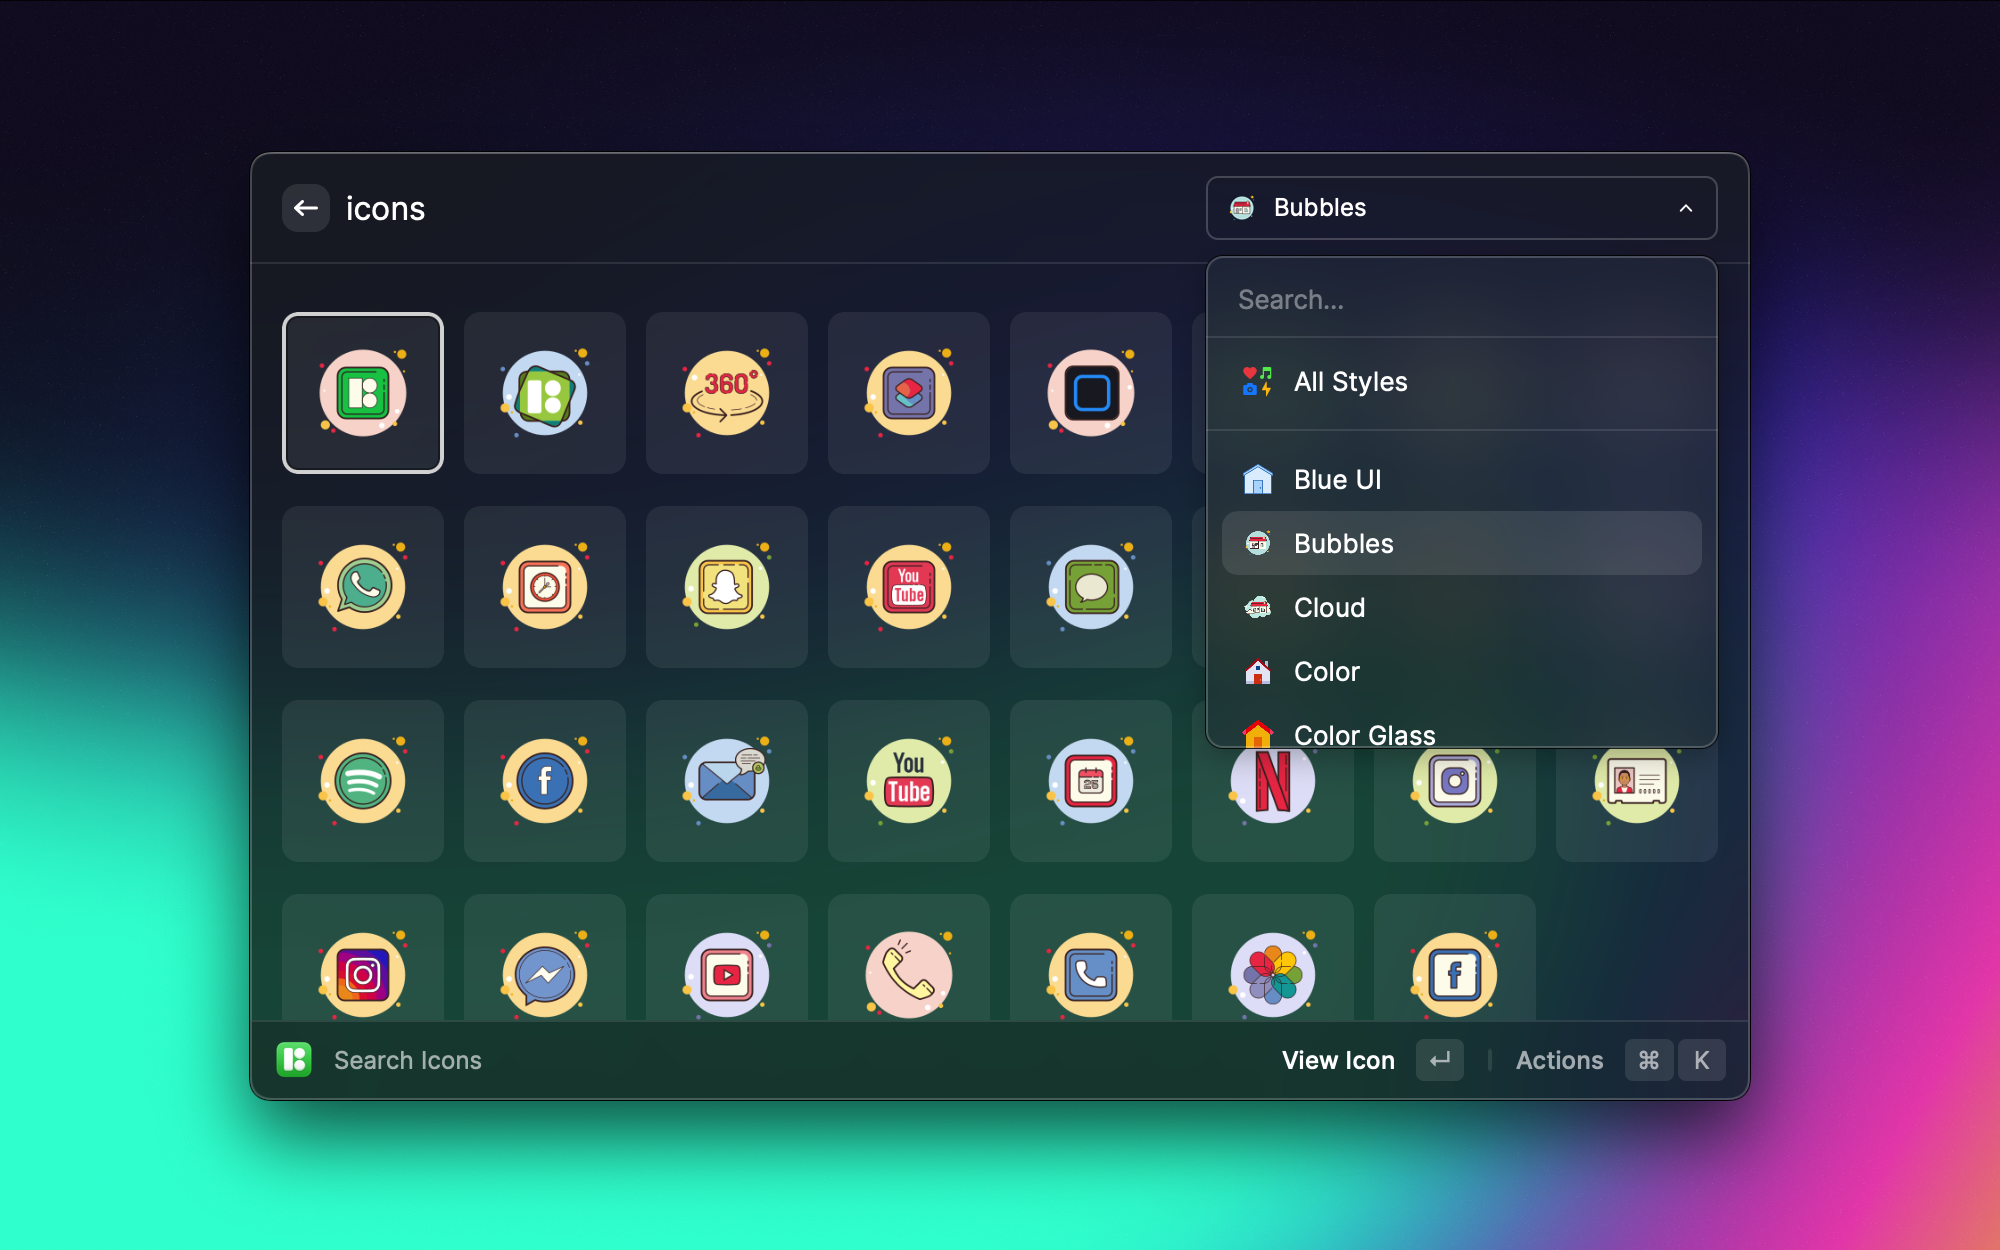 icons
Bubbles
Search...
All Styles
Blue UI
Bubbles
Cloud
Color
Color Glass
360°
You
Tube
You
Tube
25
Search Icons
View Icon
Actions
⌘
K